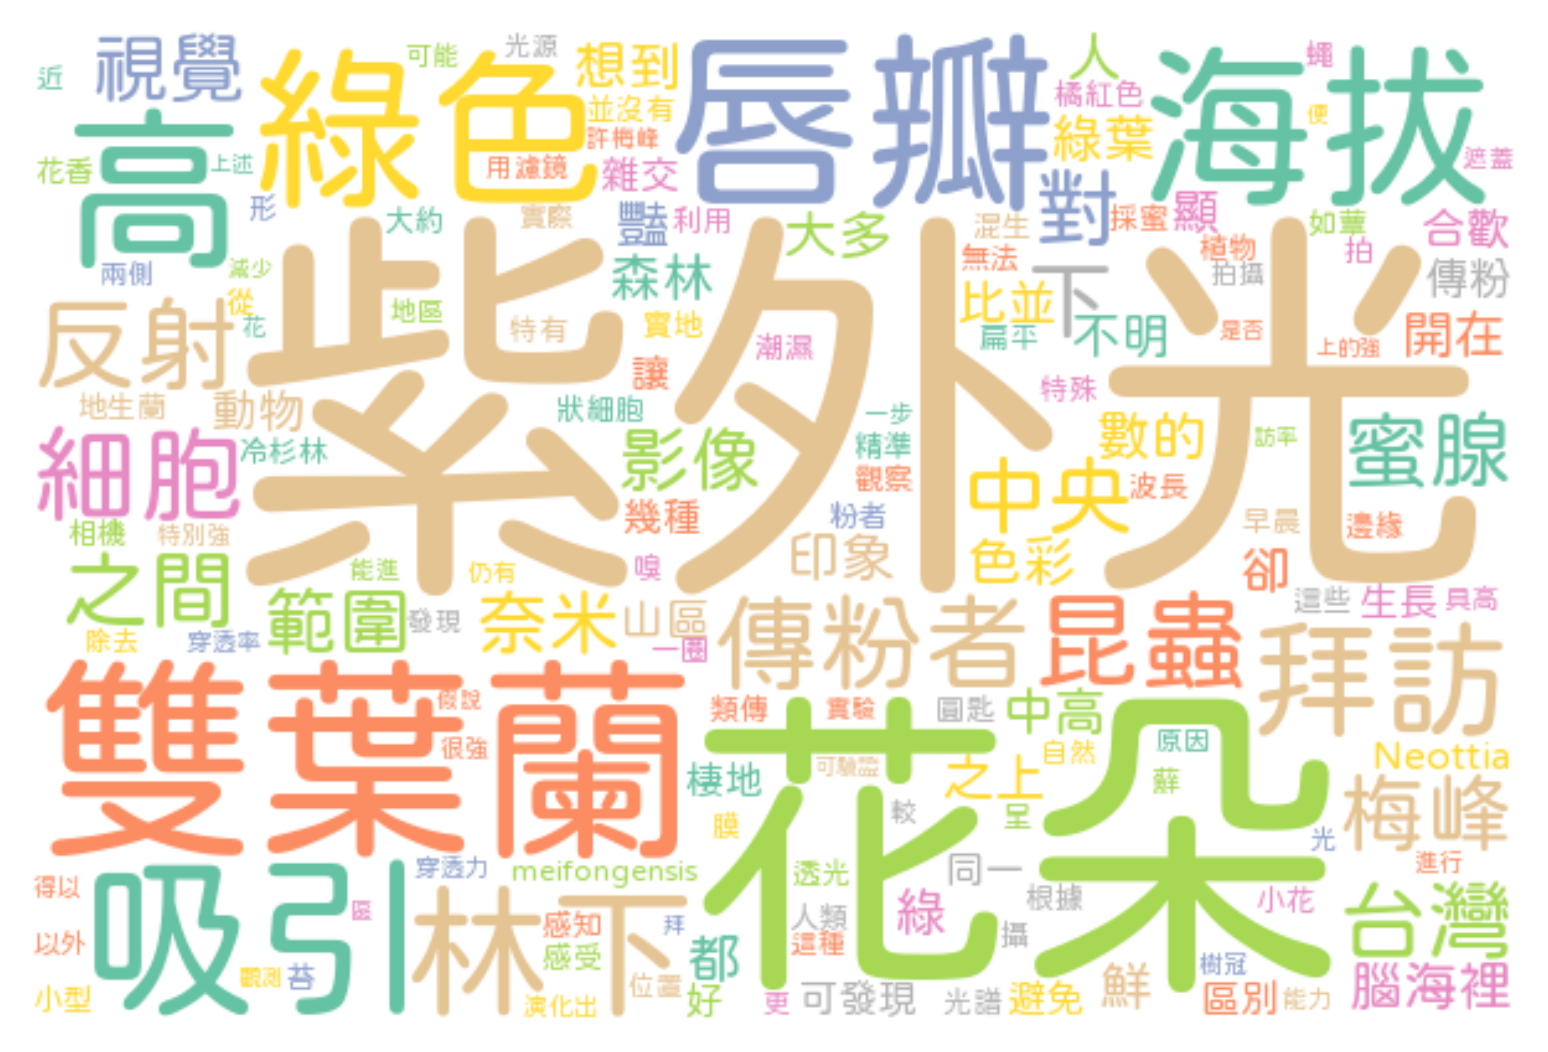 近
視覺
綠色
可能
光源
想到
唇瓣
人
海拔
蠅
高
並沒有
橘紅色
便
許梅峰
綠葉
花香
上述
用濾鏡
雜交
遮蓋
對
形
大約
實際
豔
利用
大多
混生
採蜜
顯
如蕈
合歡
紫外光
兩側
減少
森林
無法
下
植物
拍
拍攝
傳粉
反射
從
花
地區
特有
實地
潮濕
比並
扁平
不明
是否
上的強
開在
地生蘭
動物
讓
狀細胞
特殊
一步
細胞
冷杉林
影像
精準
數的
訪率
蜜腺
觀察
中央
波長
相機
特別強
幾種
粉者
早晨
邊緣
之間
能進
仍有
嗅
印象
色彩
卻
範圍
發現
奈米
山區
傳粉者
昆蟲
這些
生長
具高
除去
穿透率
一圈
拜訪
雙葉蘭
假說
類傳
實驗
圓匙
中高
花朵
很強
棲地
可驗證
之上
自然
原因
Neottia
蘚
膜
較
呈
梅峰
光
吸引
穿透力
meifongensis
透光
同一
進行
得以
區
林下
感知
拜
人類
綠
根據
小花
台灣
以外
觀測
苔
感受
都
這種
攝
樹冠
小型
演化出
位置
好
更
可發現
光譜
避免
鮮
區別
能力
腦海裡